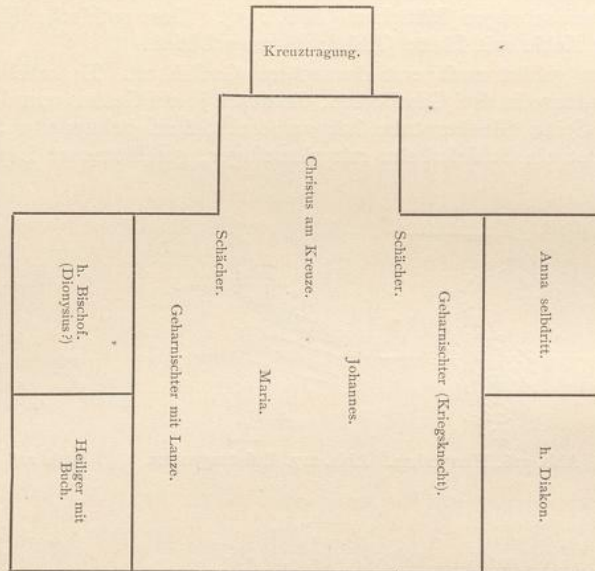 Kreuztragung.
Christus am Kreuze.
Schächer.
Schächer.
h. Bischof.
(Dionysius?)
Geharnischter mit Lanze.
Maria.
Johannes.
Geharnischter (Kriegsknecht).
Anna selbdritt.
Heiliger mit
Buch.
h. Diakon.